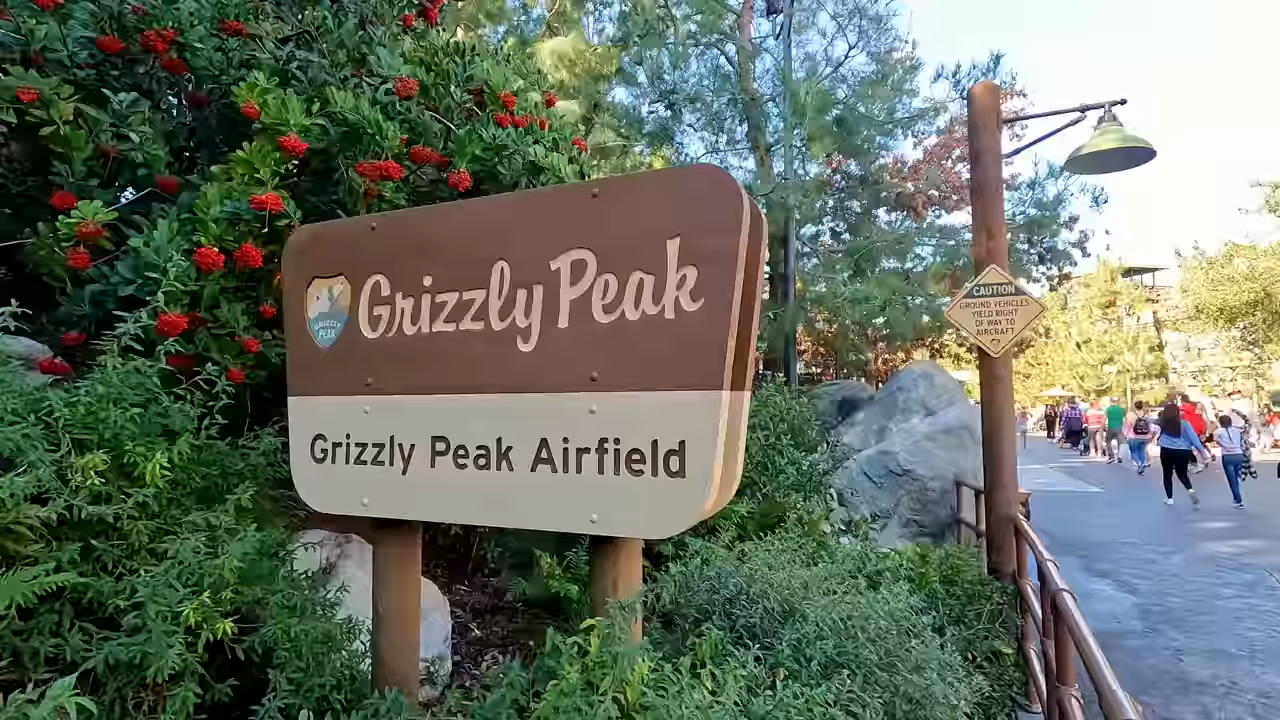 Grizzly Peak
GRIZZLY
PEAK
Grizzly Peak Airfield
CAUTION
GROUND VEHICLES
YIELD RIGHT
OF WAY TO
AIRCRAFT